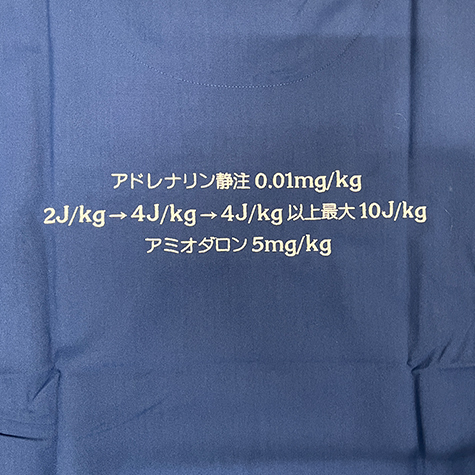 アドレナリン静注 0.01mg/kg
2J/kg→4J/kg→4J/kg 以上最大 10J/kg
アミオダロン 5mg/kg